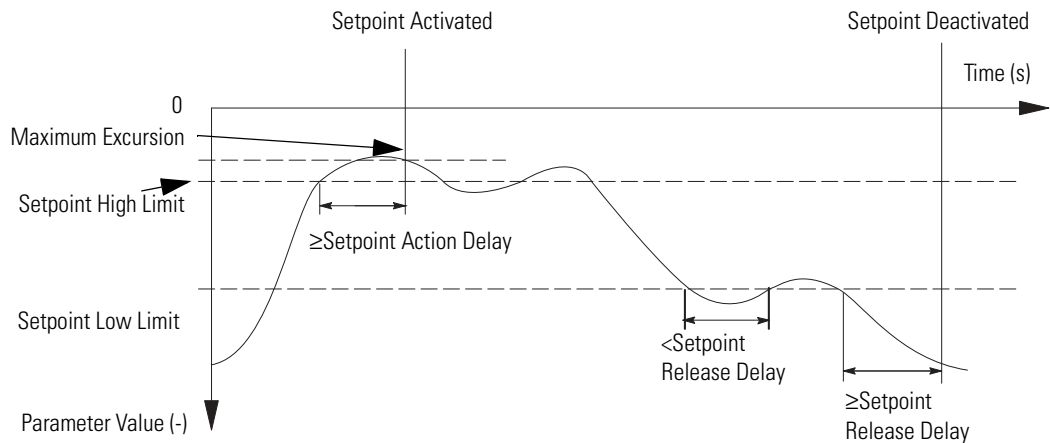 Setpoint Activated
Setpoint Deactivated
Time (s)
0
Maximum Excursion
Setpoint High Limit
≥Setpoint Action Delay
Setpoint Low Limit
<Setpoint
Release Delay
≥Setpoint
Release Delay
Parameter Value (-)